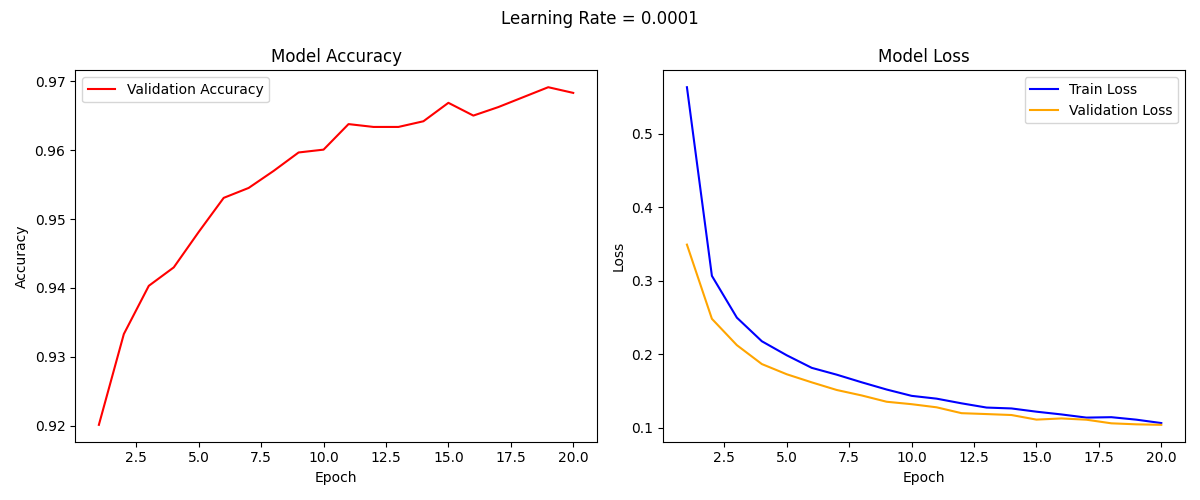 Learning Rate = 0.0001
Model Accuracy
Validation Accuracy
0.97
0.96
0.95
0.94
0.93
0.92
Accuracy
2.5 5.0 7.5 10.0 12.5 15.0 17.5 20.0
Epoch
Model Loss
Train Loss
Validation Loss
0.5
0.4
0.3
0.2
0.1
Loss
2.5 5.0 7.5 10.0 12.5 15.0 17.5 20.0
Epoch